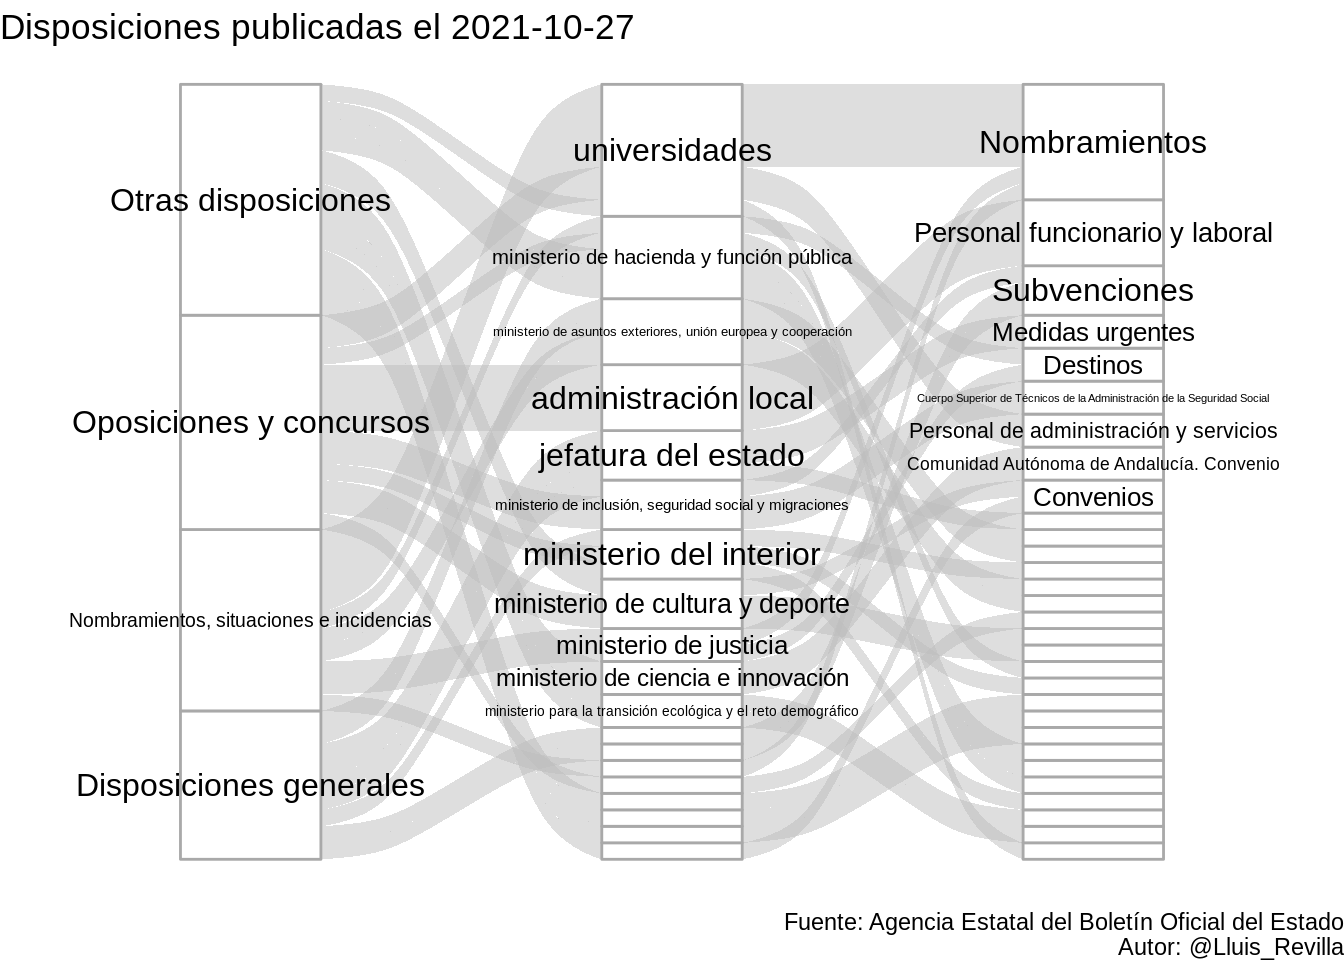 Disposiciones publicadas el 2021-10-27
Otras disposiciones
Oposiciones y concursos
Nombramientos, situaciones e incidencias
Disposiciones generales
universidades
ministerio de hacienda y función pública
ministerio de asuntos exteriores, unión europea y cooperación
administración local
jefatura del estado
ministerio de inclusión, seguridad social y migraciones
ministerio del interior
ministerio de cultura y deporte
ministerio de justicia
ministerio de ciencia e innovación
ministerio para la transición ecológica y el reto demográfico
Nombramientos
Personal funcionario y laboral
Subvenciones
Medidas urgentes
Destinos
Cuerpo Superior de Técnicos de la Administración de la Seguridad Social
Personal de administración y servicios
Comunidad Autónoma de Andalucía. Convenio
Convenios
Fuente: Agencia Estatal del Boletín Oficial del Estado
Autor: @Lluis_Revilla